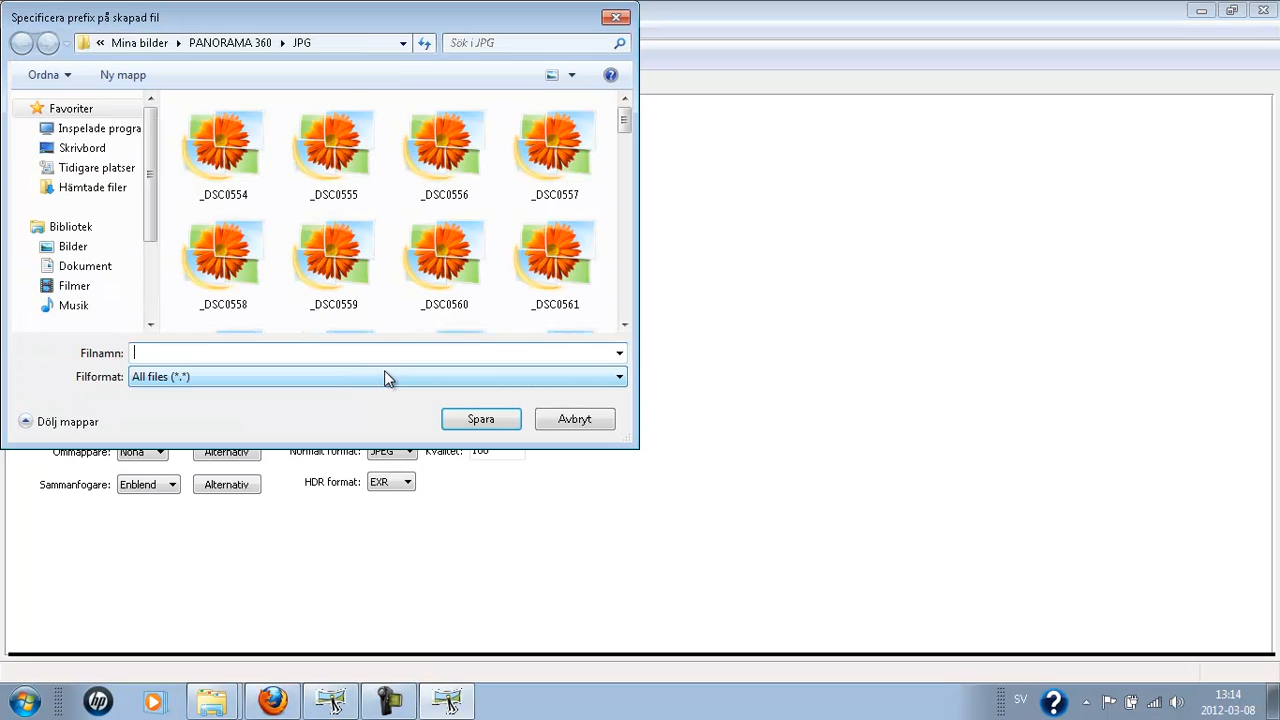 Specificera prefix på skapad fil
« Mina bilder PANORAMA 360 JPG
Sök i JPG
Ordna Ny mapp
Favoriter
Inspelade progra
Skrivbord
Tidigare platser
Hämtade filer
Bibliotek
Bilder
Dokument
Filmer
Musik
_DSC0554 _DSC0555 _DSC0556 _DSC0557
_DSC0558 _DSC0559 _DSC0560 _DSC0561
Filnamn:
Filformat: All files (*.*)
Dölj mappar Spara Avbryt
Ommappare: Nona Alternativ Normalt format: JPEG Kvalitet: 100
Sammanfogare: Enblend Alternativ HDR format: EXR
hp
SV
13:14
2012-03-08